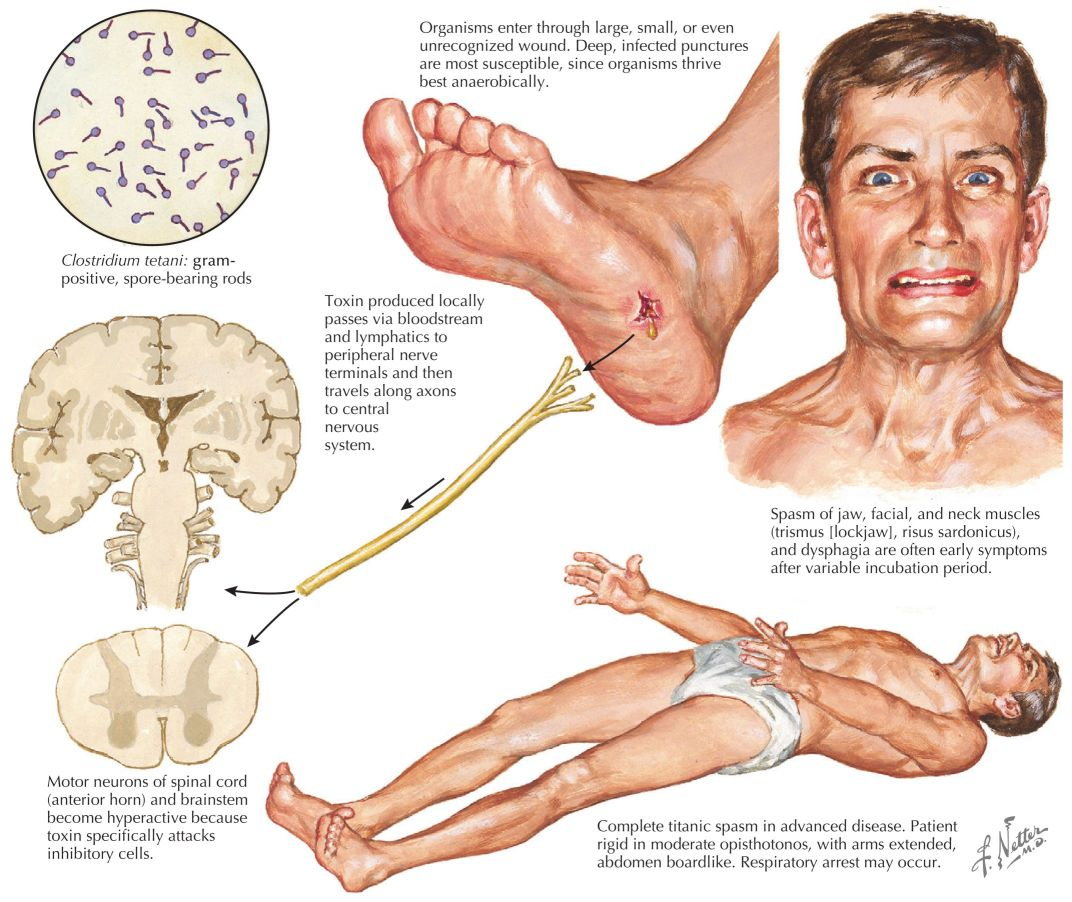 Organisms enter through large, small, or even
unrecognized wound. Deep, infected punctures
are most susceptible, since organisms thrive
best anaerobically.
Clostridium tetani: gram-
positive, spore-bearing rods
Toxin produced locally
passes via bloodstream
and lymphatics to
peripheral nerve
terminals and then
travels along axons
to central
nervous
system.
Spasm of jaw, facial, and neck muscles
(trismus [lockjaw], risus sardonicus),
and dysphagia are often early symptoms
after variable incubation period.
Motor neurons of spinal cord
(anterior horn) and brainstem
become hyperactive because
toxin specifically attacks
inhibitory cells.
Complete titanic spasm in advanced disease. Patient
rigid in moderate opisthotonos, with arms extended,
abdomen boardlike. Respiratory arrest may occur.
F. Netter
M.D.